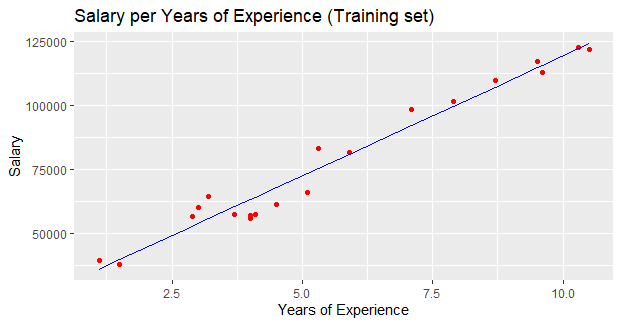 Salary per Years of Experience (Training set)
125000
100000
75000
50000
Salary
2.5 5.0 7.5 10.0
Years of Experience